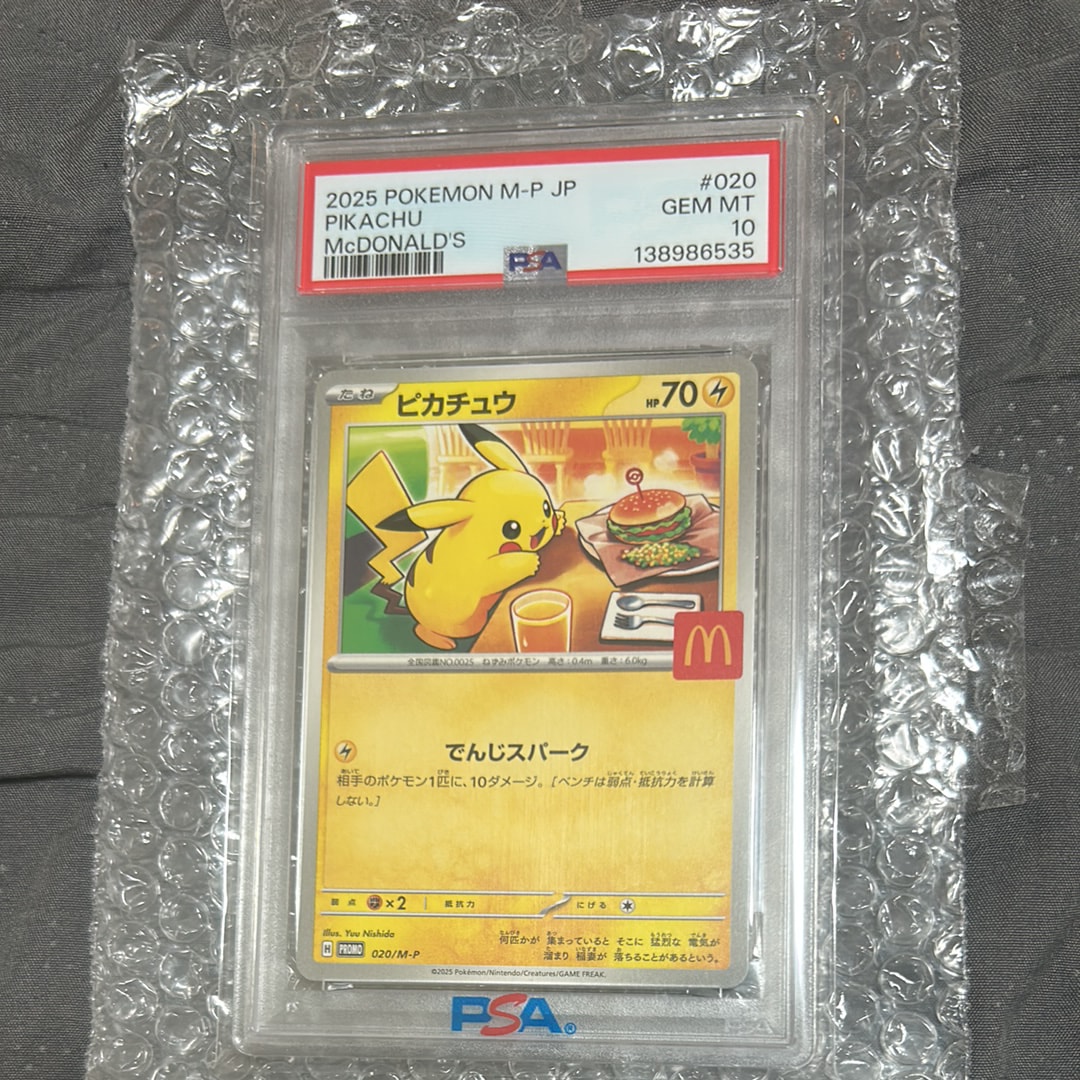 2025 POKEMON M-P JP
#020
PIKACHU
GEM MT
McDONALD'S
10
PSA
138986535
たね
ピカチュウ
HP 70
全国図鑑NO.0025 ねずみポケモン 高さ:0.4m 重さ:6.0kg
でんじスパーク
相手のポケモン1匹に、10ダメージ。[ベンチは弱点・抵抗力を計算
しない。]
弱点 ×2 抵抗力 にげる
Illus. Yuu Nishida
何匹かが 集まっていると そこに 猛烈な 電気が
H PROMO 020/M-P
溜まり 稲妻が 落ちることがあるという。
©2025 Pokémon/Nintendo/Creatures/GAME FREAK.
PSA